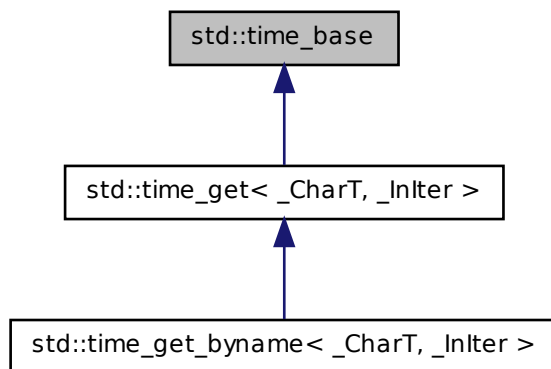 std::time_base
std::time_get< _CharT, _InIter >
std::time_get_byname< _CharT, _InIter >